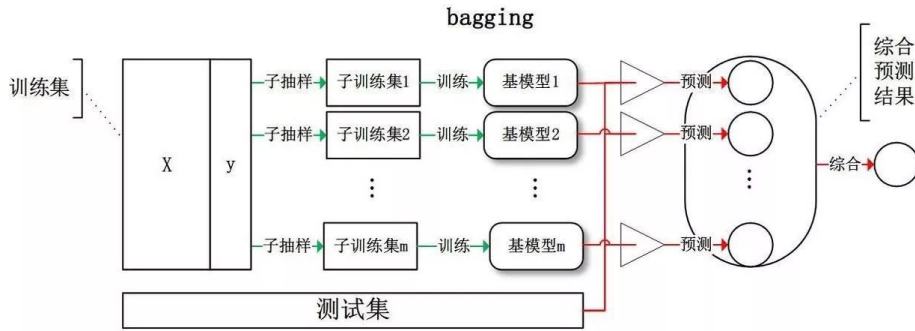 bagging
训练集
X
y
子抽样
子训练集1
训练
基模型1
预测
子抽样
子训练集2
训练
基模型2
预测
⋮
⋮
⋮
子抽样
子训练集m
训练
基模型m
预测
综合
预测
结果
综合
测试集